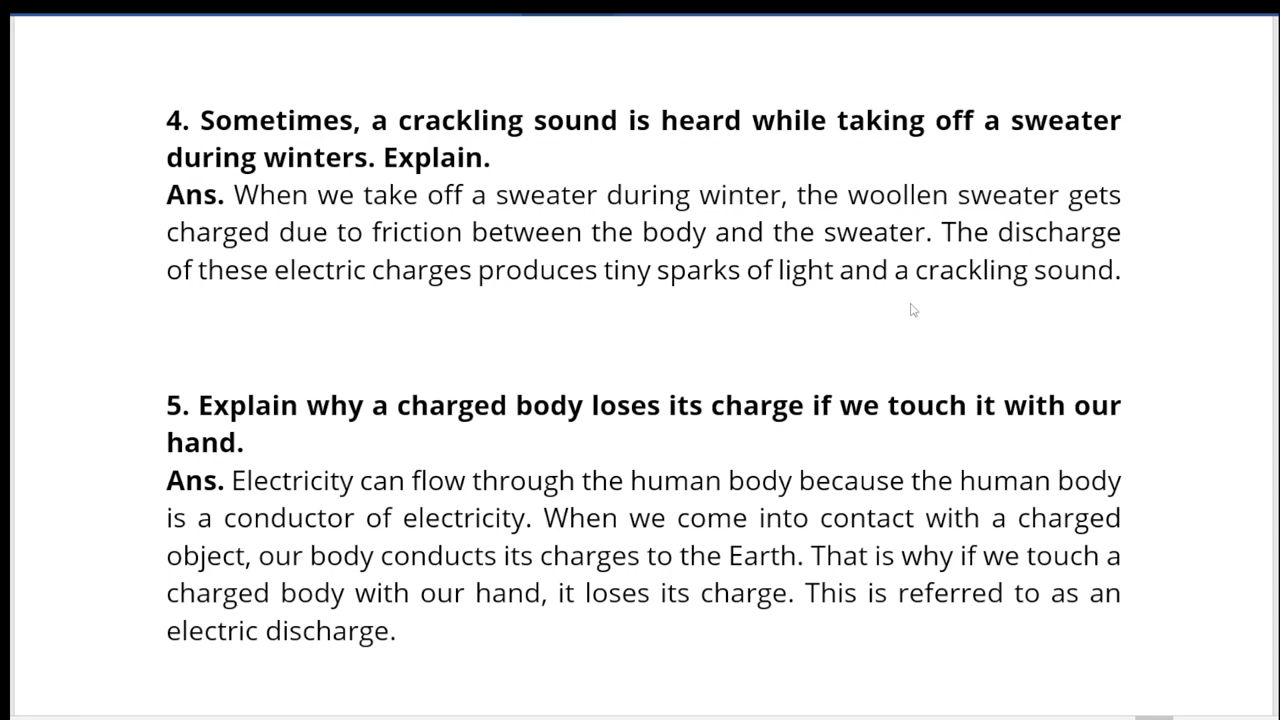 4. Sometimes, a crackling sound is heard while taking off a sweater
during winters. Explain.
Ans. When we take off a sweater during winter, the woollen sweater gets
charged due to friction between the body and the sweater. The discharge
of these electric charges produces tiny sparks of light and a crackling sound.
5. Explain why a charged body loses its charge if we touch it with our
hand.
Ans. Electricity can flow through the human body because the human body
is a conductor of electricity. When we come into contact with a charged
object, our body conducts its charges to the Earth. That is why if we touch a
charged body with our hand, it loses its charge. This is referred to as an
electric discharge.